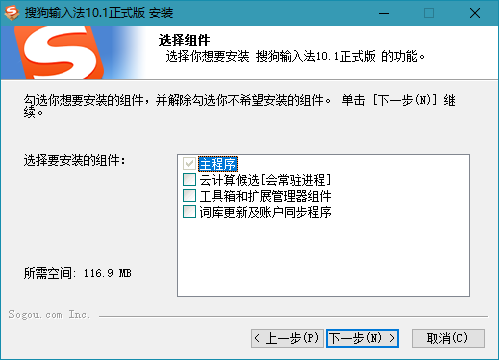 搜狗输入法10.1正式版 安装
选择组件
选择你想要安装 搜狗输入法10.1正式版 的功能。
勾选你想要安装的组件，并解除勾选你不希望安装的组件。 单击 [下一步(N)] 继
续。
选择要安装的组件:
主程序
云计算候选[会常驻进程]
工具箱和扩展管理器组件
词库更新及账户同步程序
所需空间: 116.9 MB
Sogou.com Inc.
< 上一步(P)
下一步(N) >
取消(C)